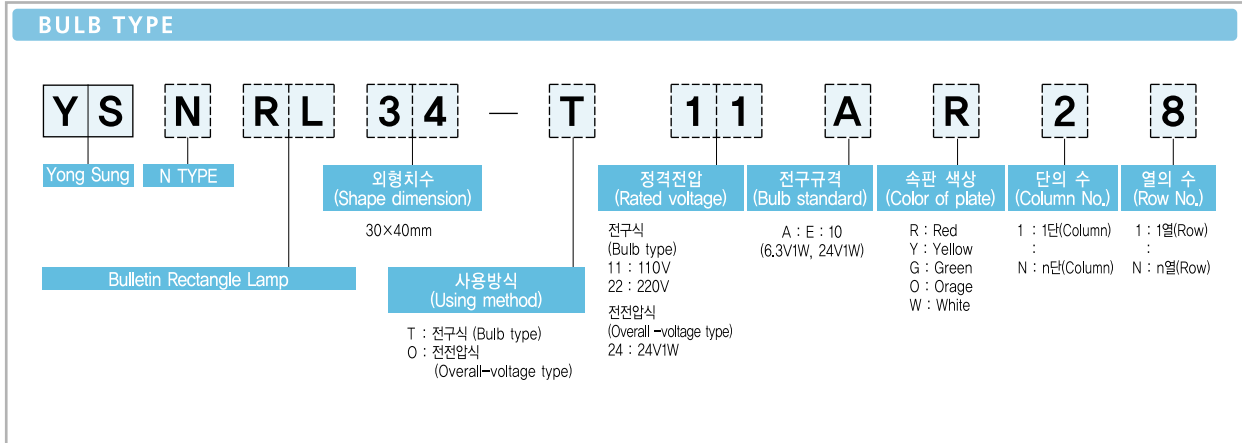 BULB TYPE
YS N RL 34 — T 11 A R 2 8
Yong Sung
N TYPE
Bulletin Rectangle Lamp
외형치수
(Shape dimension)
30×40mm
사용방식
(Using method)
T : 전구식 (Bulb type)
O : 전전압식
(Overall-voltage type)
정격전압
(Rated voltage)
전구식
(Bulb type)
11 : 110V
22 : 220V
전전압식
(Overall -voltage type)
24 : 24V1W
전구규격
(Bulb standard)
A : E : 10
(6.3V1W, 24V1W)
속판 색상
(Color of plate)
R : Red
Y : Yellow
G : Green
O : Orage
W : White
단의 수
(Column No.)
1 : 1단(Column)
:
N : n단(Column)
열의 수
(Row No.)
1 : 1열(Row)
:
N : n열(Row)